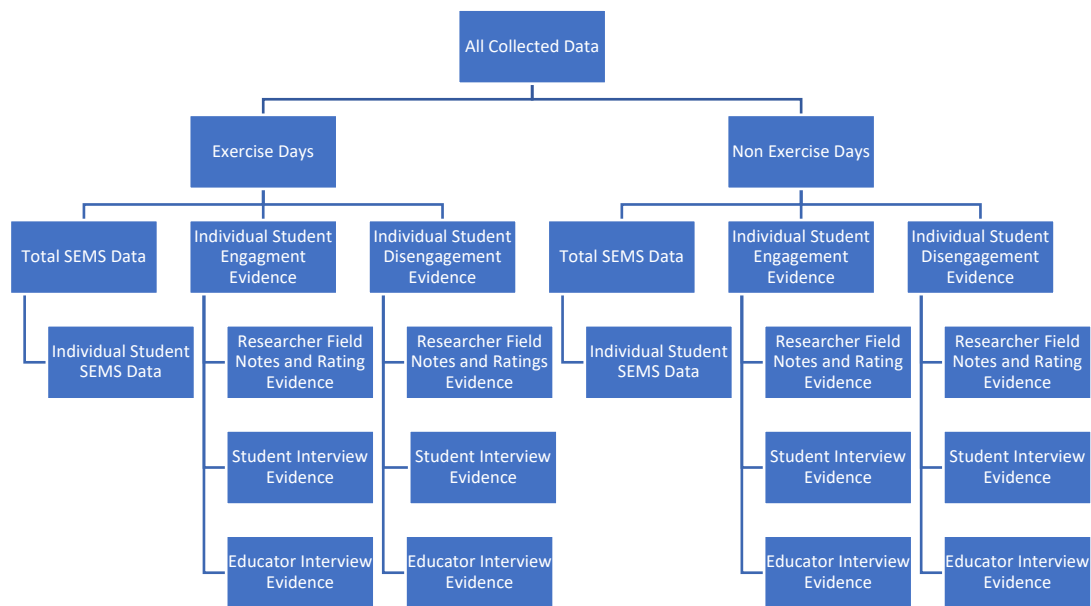 All Collected
Data
Exercise Days
Non Exercise Days
Total SEMS Data
Individual Student
Engagment
Evidence
Individual Student
Disengagement
Evidence
Total SEMS Data
Individual Student
Engagement
Evidence
Individual Student
Disengagement
Evidence
Individual Student
SEMS Data
Researcher Field
Notes and Rating
Evidence
Researcher Field
Notes and Ratings
Evidence
Individual Student
SEMS Data
Researcher Field
Notes and Rating
Evidence
Researcher Field
Notes and Rating
Evidence
Student Interview
Evidence
Student Interview
Evidence
Student Interview
Evidence
Student Interview
Evidence
Educator Interview
Evidence
Educator Interview
Evidence
Educator Interview
Evidence
Educator Interview
Evidence